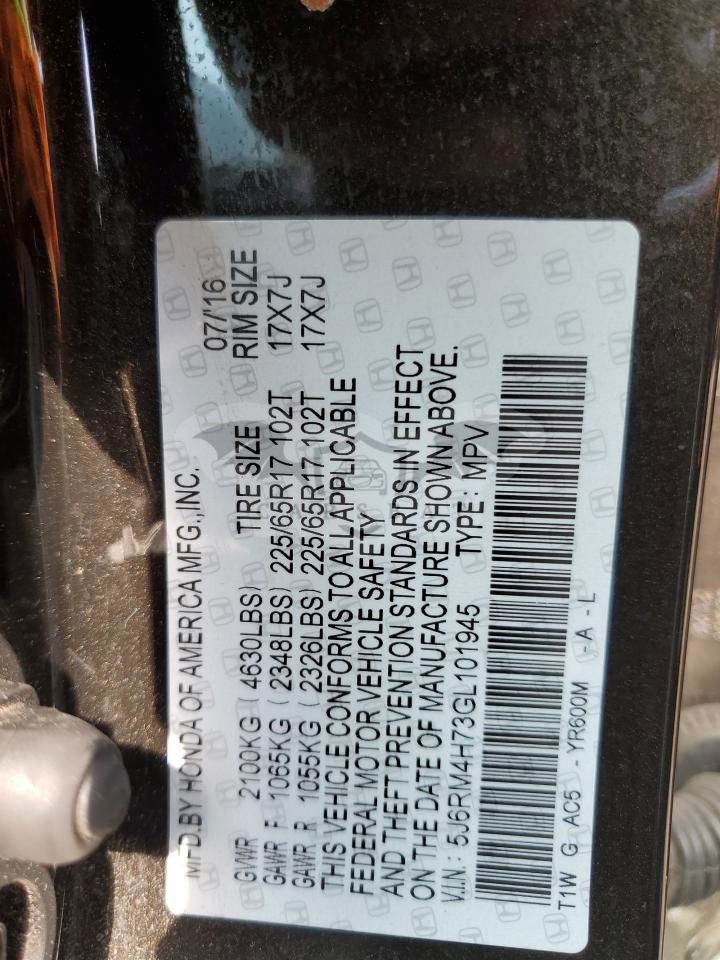 MFD.BY HONDA OF AMERICA MFG.,INC. 07/'16
GVWR 2100KG ( 4630LBS) TIRE SIZE RIM SIZE
GAWR F 1065KG ( 2348LBS) 225/65R17 102T 17X7J
GAWR R 1055KG ( 2326LBS) 225/65R17 102T 17X7J
THIS VEHICLE CONFORMS TO ALL APPLICABLE
FEDERAL MOTOR VEHICLE SAFETY
AND THEFT PREVENTION STANDARDS IN EFFECT
ON THE DATE OF MANUFACTURE SHOWN ABOVE.
V.I.N.: 5J6RM4H73GL101945 TYPE: MPV
T1W G AC5 - YR600M -A - L